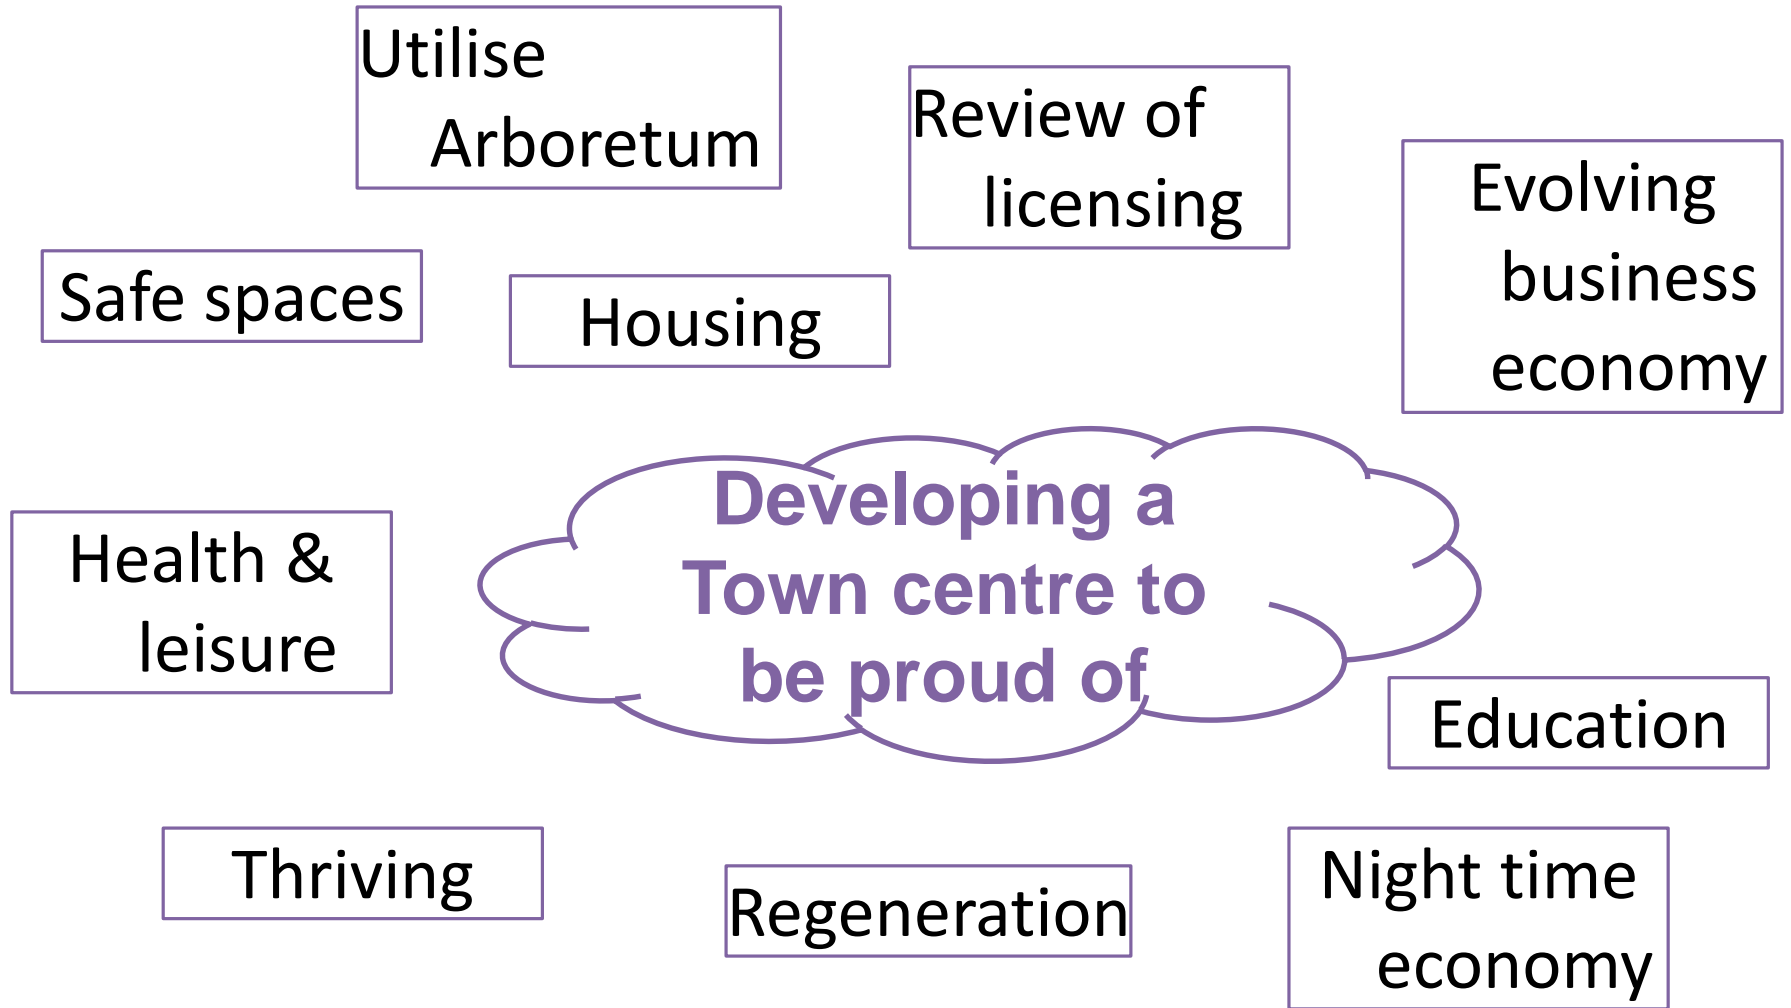 Utilise
Arboretum
Review of
licensing
Evolving
business
economy
Safe spaces
Housing
Developing a
Town centre to
be proud of
Health &
leisure
Education
Thriving
Regeneration
Night time
economy